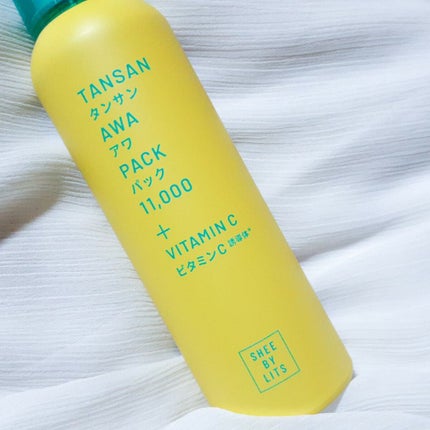 TANSAN
タンサン
AWA
アワ
PACK
パック
11,000
+
VITAMIN C
ビタミンC 誘導体*
SHEE
BY
LITS